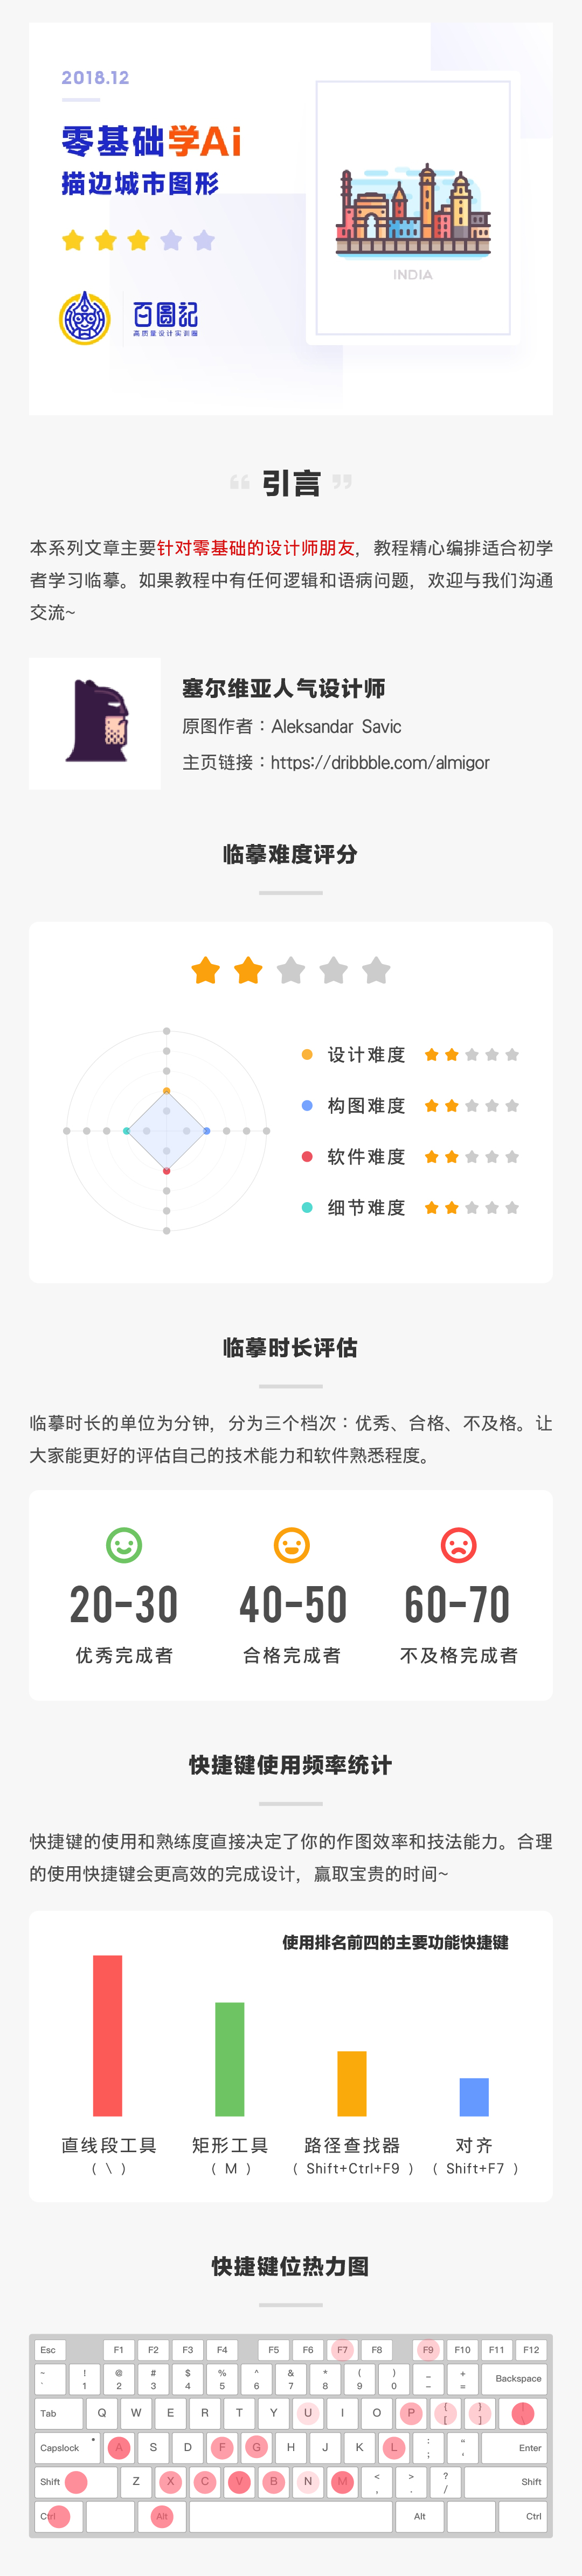 2018.12
零基础学Ai
描边城市图形
INDIA
百圖記
高质量设计实训圈
“ 引言 ”
本系列文章主要针对零基础的设计师朋友，教程精心编排适合初学
者学习临摹。如果教程中有任何逻辑和语病问题，欢迎与我们沟通
交流~
塞尔维亚人气设计师
原图作者：Aleksandar Savic
主页链接：https://dribbble.com/almigor
临摹难度评分
设计难度
构图难度
软件难度
细节难度
临摹时长评估
临摹时长的单位为分钟，分为三个档次：优秀、合格、不及格。让
大家能更好的评估自己的技术能力和软件熟悉程度。
20-30 40-50 60-70
优秀完成者 合格完成者 不及格完成者
快捷键使用频率统计
快捷键的使用和熟练度直接决定了你的作图效率和技法能力。合理
的使用快捷键会更高效的完成设计，赢取宝贵的时间~
使用排名前四的主要功能快捷键
直线段工具 矩形工具 路径查找器 对齐
( \ ) ( M ) ( Shift+Ctrl+F9 ) ( Shift+F7 )
快捷键位热力图
Esc F1 F2 F3 F4 F5 F6 F7 F8 F9 F10 F11 F12
~ ! @ # $ % ^ & * ( ) _ + Backspace
` 1 2 3 4 5 6 7 8 9 0 - =
Tab Q W E R T Y U I O P { } |
[ ] \
Capslock A S D F G H J K L : “ Enter
; '
Shift Z X C V B N M < > ? Shift
, . /
Ctrl Alt Alt Ctrl